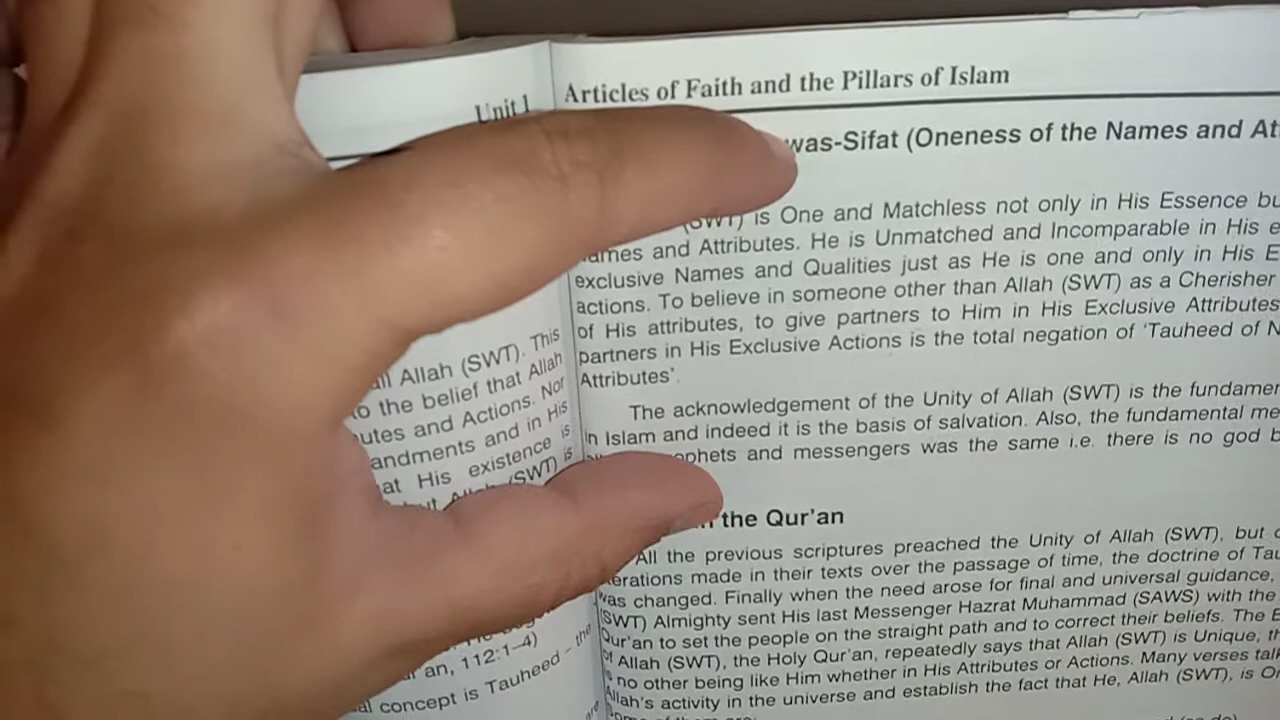 Unit 1
all Allah (SWT). This
to the belief that Allah
utes and Actions. Nor
andments and in His
at His existence is
but Allah (SWT) is
an, 112:1–4)
concept is Tauheed – the
are
Articles of Faith and the Pillars of Islam
was-Sifat (Oneness of the Names and At
(SWT) is One and Matchless not only in His Essence bu
ames and Attributes. He is Unmatched and Incomparable in His e
exclusive Names and Qualities just as He is one and only in His E
actions. To believe in someone other than Allah (SWT) as a Cherisher
of His attributes, to give partners to Him in His Exclusive Attributes
partners in His Exclusive Actions is the total negation of ‘Tauheed of N
Attributes’.
The acknowledgement of the Unity of Allah (SWT) is the fundamen
in Islam and indeed it is the basis of salvation. Also, the fundamental me
ophets and messengers was the same i.e. there is no god b
the Qur’an
All the previous scriptures preached the Unity of Allah (SWT), but d
erations made in their texts over the passage of time, the doctrine of Tau
was changed. Finally when the need arose for final and universal guidance,
(SWT) Almighty sent His last Messenger Hazrat Muhammad (SAWS) with the
Qur’an to set the people on the straight path and to correct their beliefs. The B
of Allah (SWT), the Holy Qur’an, repeatedly says that Allah (SWT) is Unique, th
is no other being like Him whether in His Attributes or Actions. Many verses talk
Allah’s activity in the universe and establish the fact that He, Allah (SWT), is On
Some of them are: